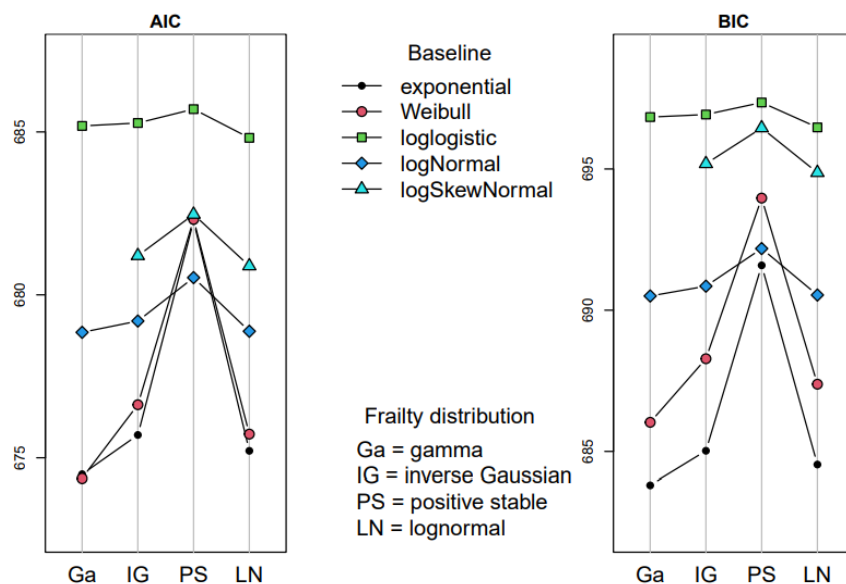 AIC
685
680
675
Ga IG PS LN
Baseline
exponential
Weibull
loglogistic
logNormal
logSkewNormal
Frailty distribution
Ga = gamma
IG = inverse Gaussian
PS = positive stable
LN = lognormal
BIC
695
690
685
Ga IG PS LN